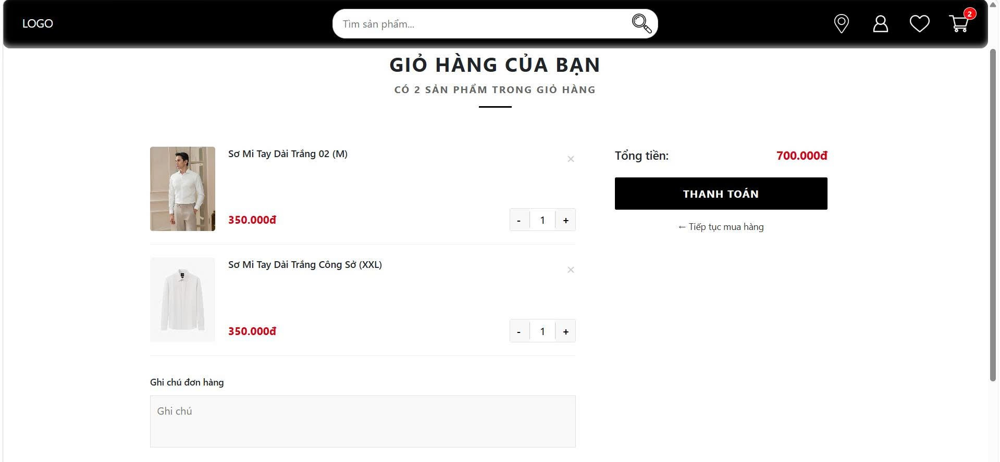 LOGO
Tìm sản phẩm...
2
GIỎ HÀNG CỦA BẠN
CÓ 2 SẢN PHẨM TRONG GIỎ HÀNG
Sơ Mi Tay Dài Trắng 02 (M)
×
350.000đ
- 1 +
Sơ Mi Tay Dài Trắng Công Sở (XXL)
×
350.000đ
- 1 +
Ghi chú đơn hàng
Ghi chú
Tổng tiền: 700.000đ
THANH TOÁN
← Tiếp tục mua hàng